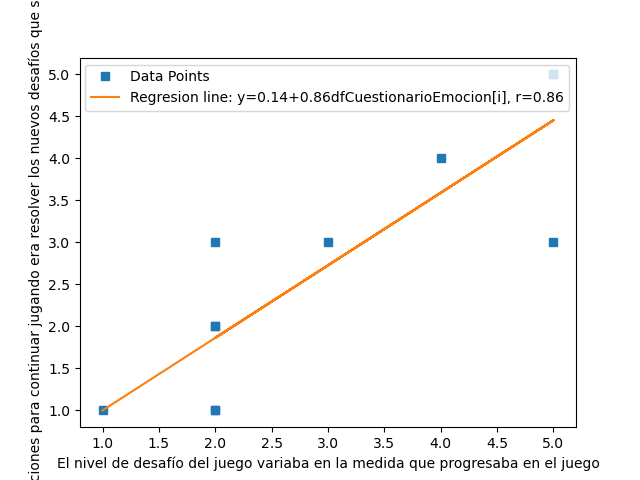 ciones para continuar jugando era resolver los nuevos desafíos que s
5.0
4.5
4.0
3.5
3.0
2.5
2.0
1.5
1.0
Data Points
Regresion line: y=0.14+0.86dfCuestionarioEmocion[i], r=0.86
1.0 1.5 2.0 2.5 3.0 3.5 4.0 4.5 5.0
El nivel de desafío del juego variaba en la medida que progresaba en el juego